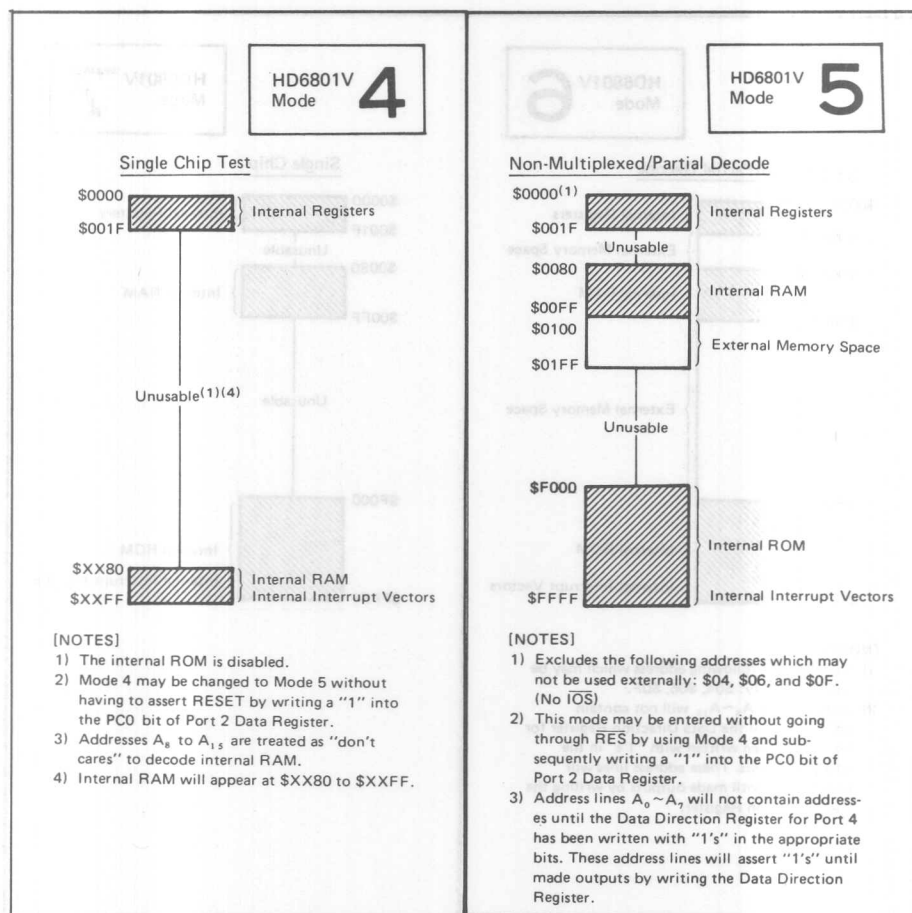 HD6801V
Mode 4
Single Chip Test
$0000
Internal Registers
$001F
Unusable(1)(4)
$XX80
Internal RAM
$XXFF
Internal Interrupt Vectors
[NOTES]
1) The internal ROM is disabled.
2) Mode 4 may be changed to Mode 5 without
having to assert RESET by writing a "1" into
the PC0 bit of Port 2 Data Register.
3) Addresses A₈ to A₁₅ are treated as "don't
cares" to decode internal RAM.
4) Internal RAM will appear at $XX80 to $XXFF.
HD6801V
Mode 5
Non-Multiplexed/Partial Decode
$0000(1)
Internal Registers
$001F
Unusable
$0080
Internal RAM
$00FF
$0100
External Memory Space
$01FF
Unusable
$F000
Internal ROM
$FFFF
Internal Interrupt Vectors
[NOTES]
1) Excludes the following addresses which may
not be used externally: $04, $06, and $0F.
(No I̅O̅S̅)
2) This mode may be entered without going
through R̅E̅S̅ by using Mode 4 and sub-
sequently writing a "1" into the PC0 bit of
Port 2 Data Register.
3) Address lines A₀~A₇ will not contain address-
es until the Data Direction Register for Port 4
has been written with "1's" in the appropriate
bits. These address lines will assert "1's" until
made outputs by writing the Data Direction
Register.